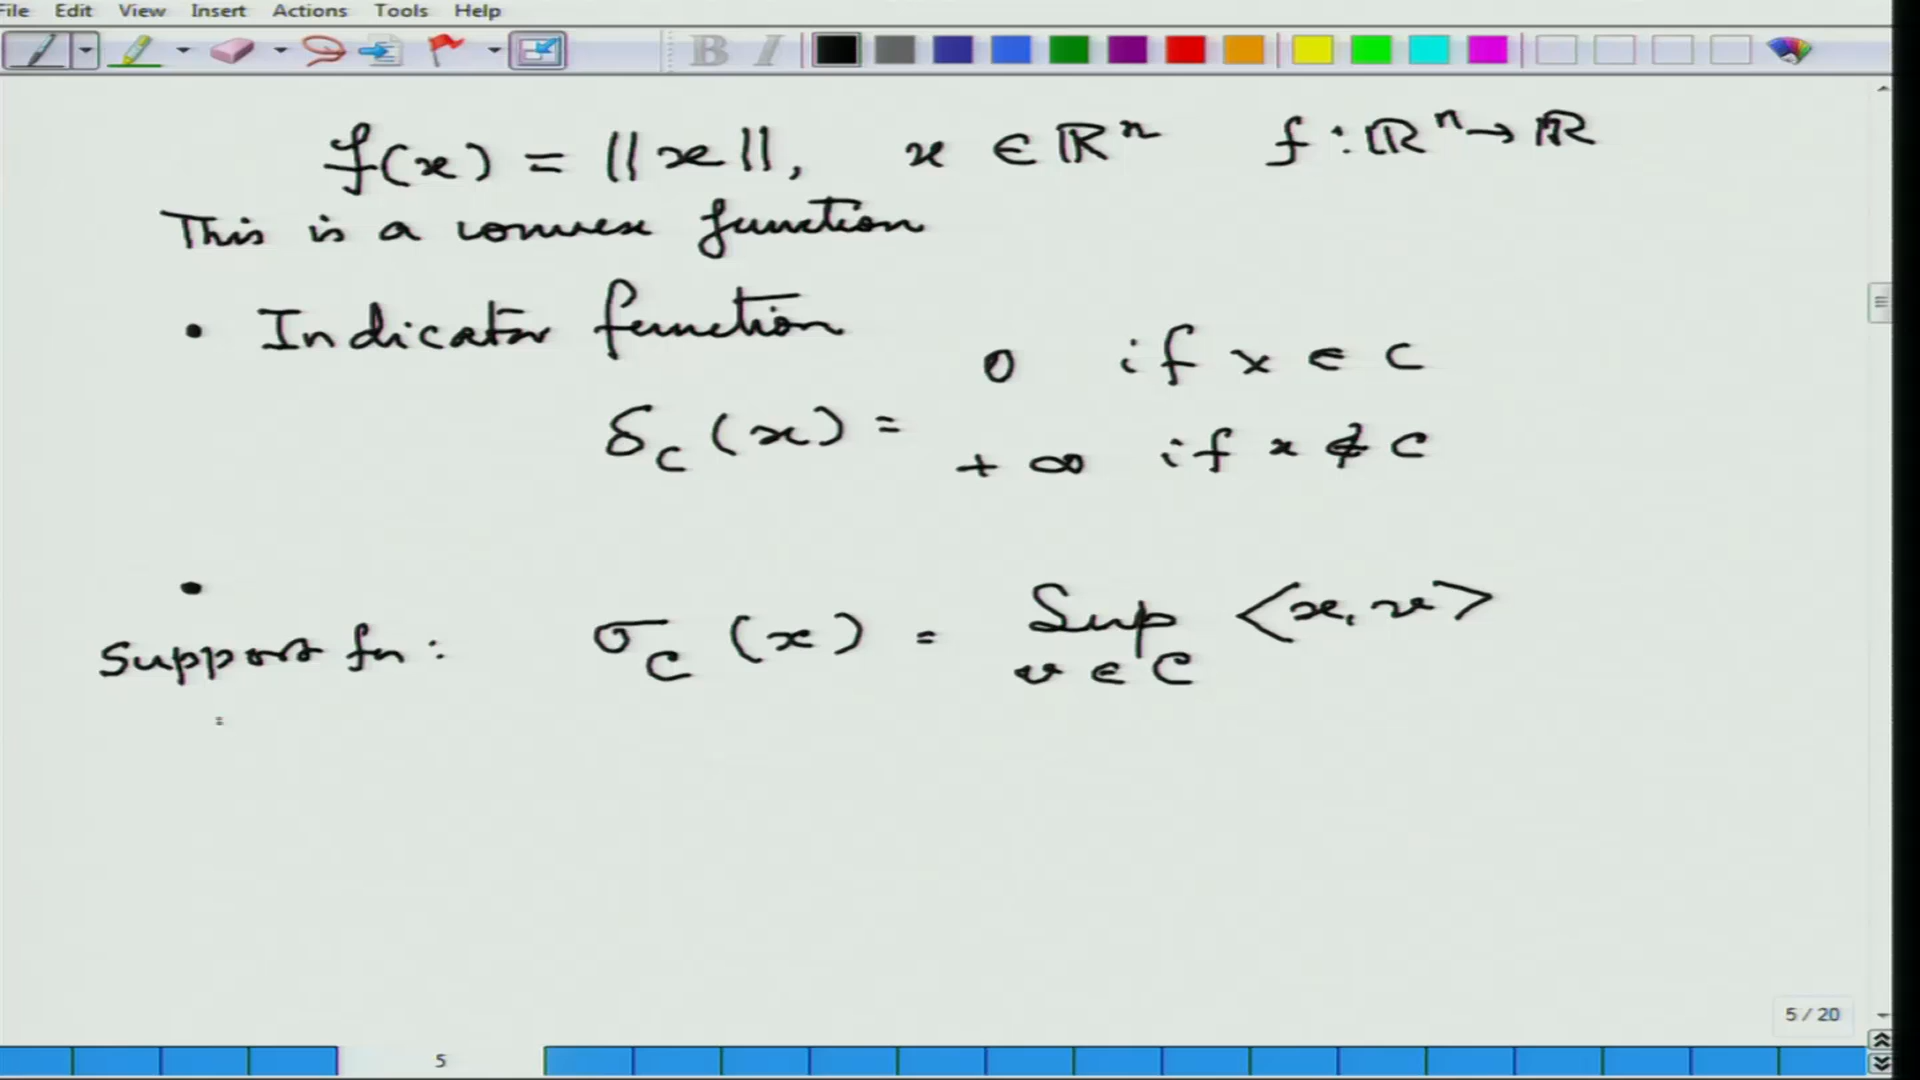 File Edit View Insert Actions Tools Help
B I
f(x) = ||x||, x ∈ ℝⁿ f : ℝⁿ → ℝ
This is a convex function
• Indicator function
0 if x ∈ C
δ_C (x) =
+ ∞ if x ∉ C
•
Support fn : σ_C (x) = Sup <x, v>
v ∈ C
5 / 20
5